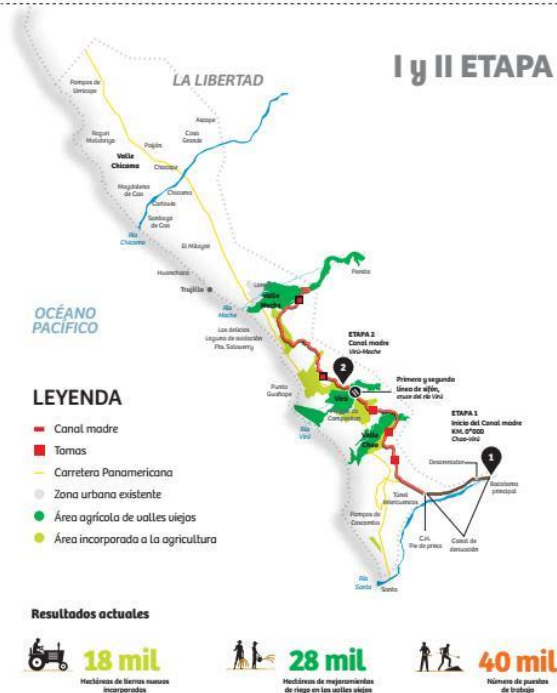 I y II ETAPA
LA LIBERTAD
Pampas de
Urricape
Ascope
Casa
Grande
Razuri
Malabrigo
Paiján
Valle
Chicama
Chocope
Magdalena
de Cao
Chicama
Cartavio
Santiago
de Cao
Río
Chicama
El Milagro
Huanchaco
Trujillo
Río
Moche
Valle
Moche
OCÉANO
PACÍFICO
Las delicias
Laguna de oxidación
Pto. Salaverry
ETAPA 2
Canal madre
Virú-Moche
2
Primera y segunda
línea de sifón,
cruce del río Virú
Punta
Guañape
Virú
Río
Virú
Valle
Chao
ETAPA 1
Inicio del Canal madre
KM. 0+000
Chao-Virú
1
Desarenador
Bocatoma
principal
Túnel
Intercuencas
Pampas de
C.H.
Pie de presa
Canal de
derivación
Río
Santa
Santa
LEYENDA
Canal madre
Tomas
Carretera Panamericana
Zona urbana existente
Área agrícola de valles viejos
Área incorporada a la agricultura
Resultados actuales
18 mil
Hectáreas de tierras nuevas
incorporadas
28 mil
Hectáreas de mejoramientos
de riego en los valles viejos
40 mil
Número de puestos
de trabajo